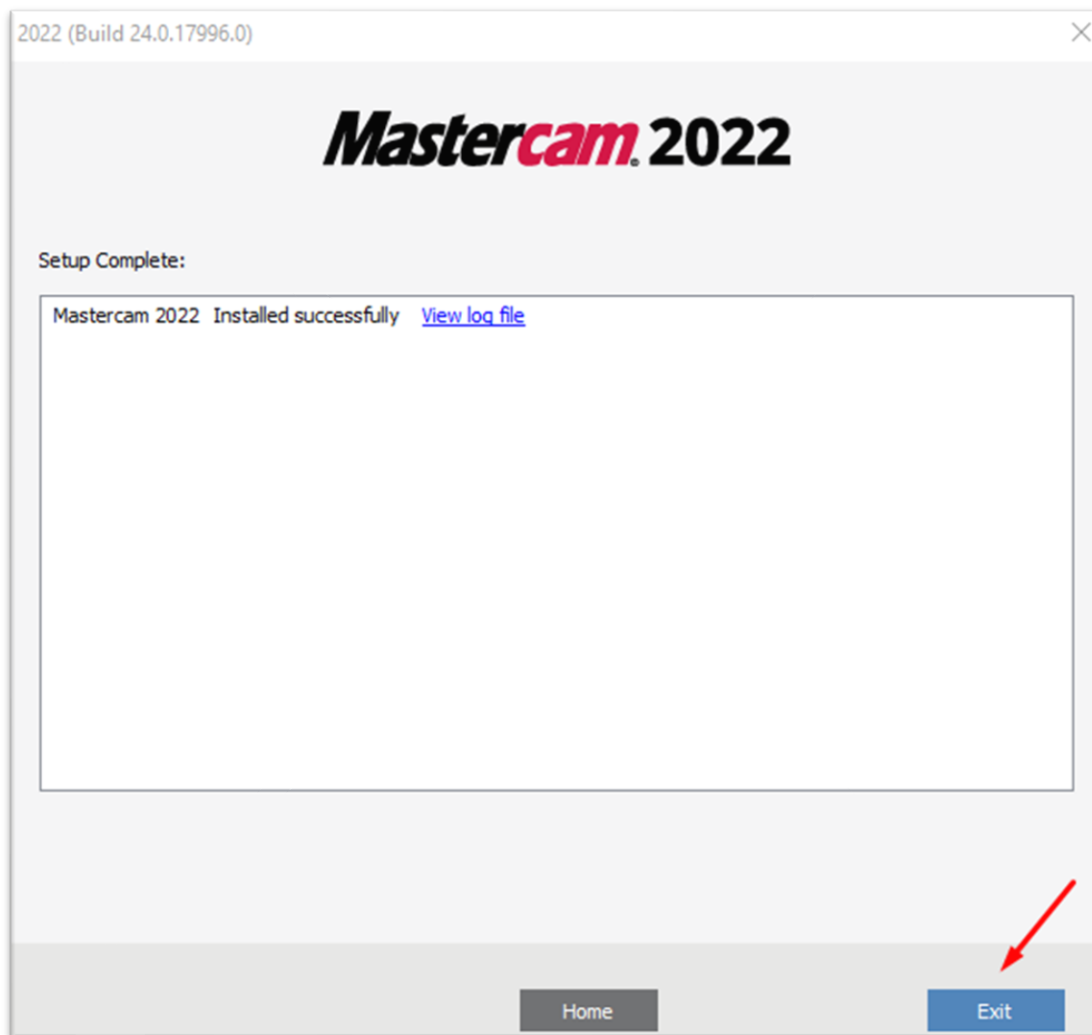 2022 (Build 24.0.17996.0)
Mastercam® 2022
Setup Complete:
Mastercam 2022 Installed successfully View log file
Home Exit